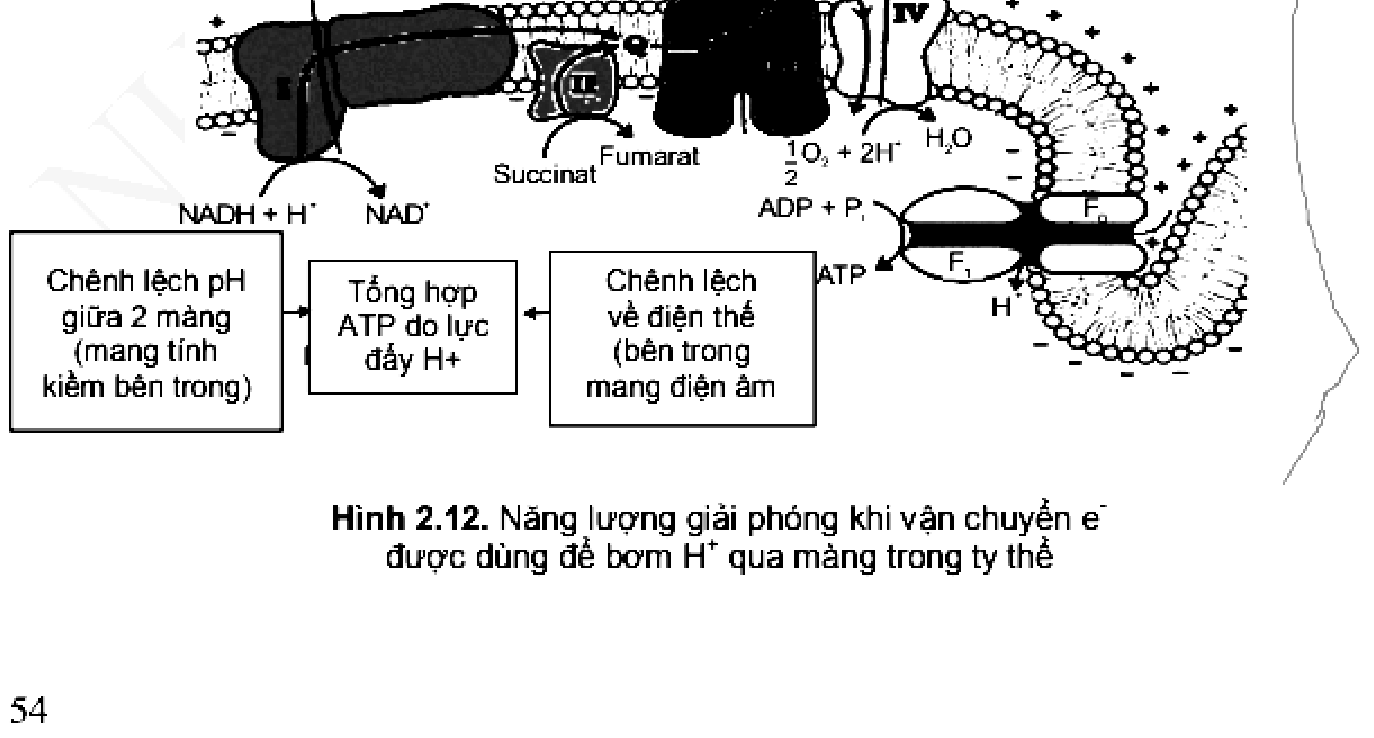 IV
I
Q
II
H₂O
½O₂ + 2H⁺
Fumarat
Succinat
NADH + H⁺
NAD⁺
ADP + Pᵢ
F₀
F₁
ATP
H⁺
Chênh lệch pH
giữa 2 màng
(mang tính
kiềm bên trong)
Tổng hợp
ATP do lực
đẩy H+
Chênh lệch
về điện thế
(bên trong
mang điện âm
Hình 2.12. Năng lượng giải phóng khi vận chuyển e⁻
được dùng để bơm H⁺ qua màng trong ty thể
54